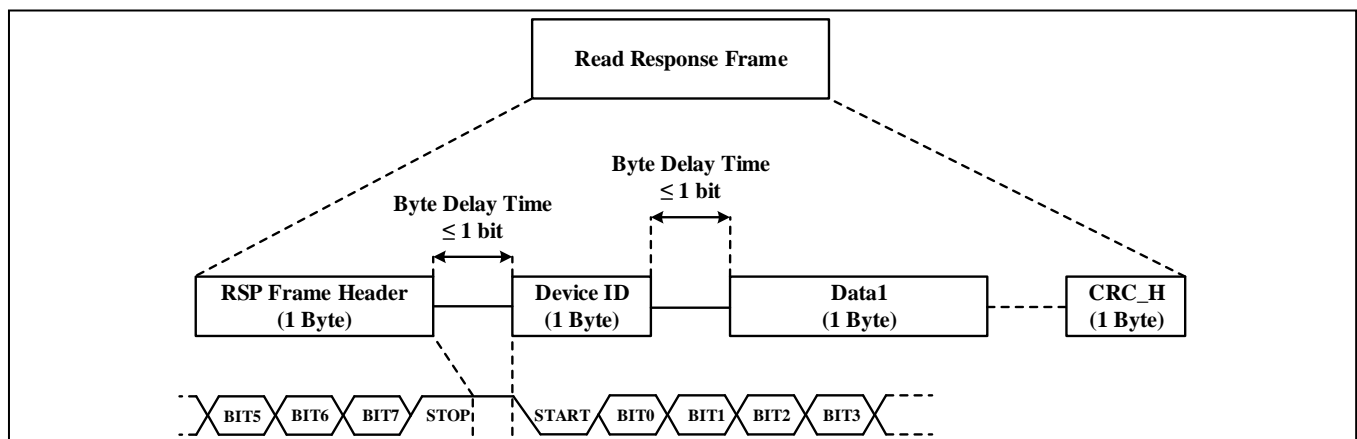 Read Response Frame
Byte Delay Time
≤ 1 bit
Byte Delay Time
≤ 1 bit
RSP Frame Header
(1 Byte)
Device ID
(1 Byte)
Data1
(1 Byte)
CRC_H
(1 Byte)
BIT5 BIT6 BIT7 STOP START BIT0 BIT1 BIT2 BIT3